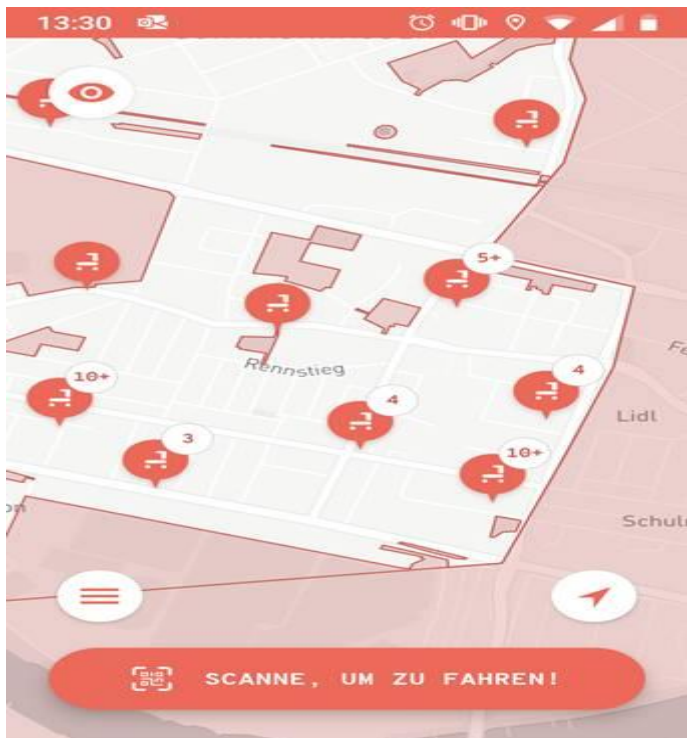 13:30
5+
Rennstieg
10+
4
4
Lidl
3
10+
SCANNE, UM ZU FAHREN!